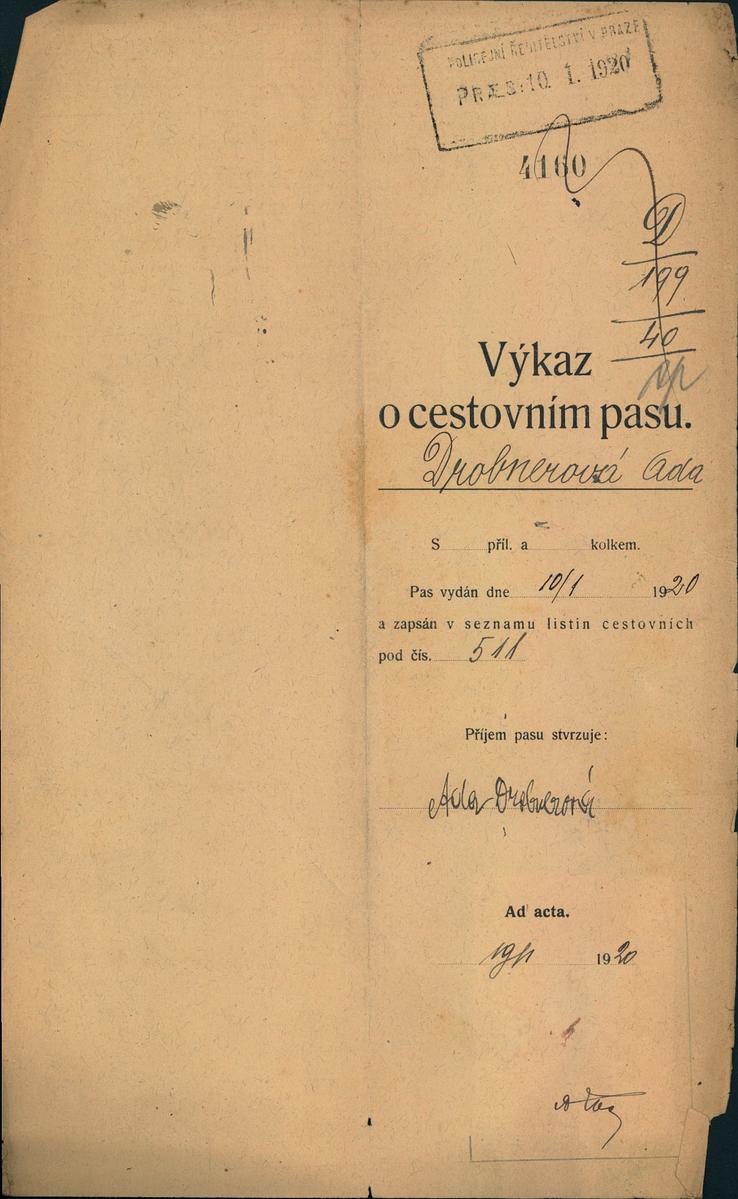 POLICEJNÍ ŘEDITELSTVÍ V PRAZE
PRÆS: 10. 1. 1920
4160
D
199
40
Výkaz
o cestovním pasu.
Drobnerová Ada
S příl. a kolkem.
Pas vydán dne 10/1 1920
a zapsán v seznamu listin cestovních
pod čís. 511
Příjem pasu stvrzuje:
Ada Drobnerová
Ad acta.
1920